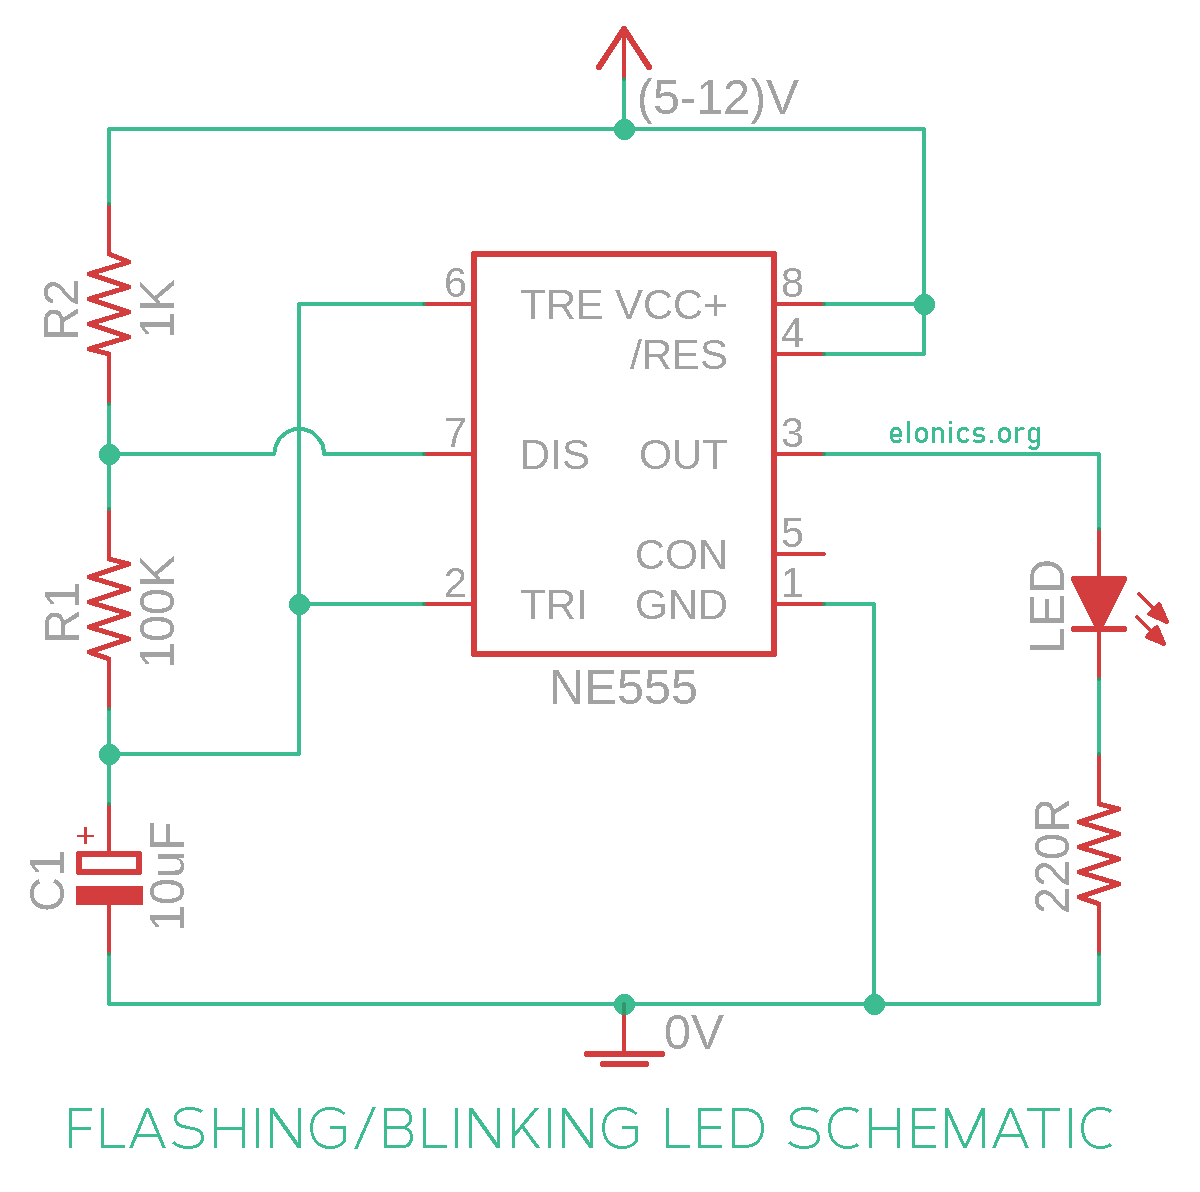 (5-12)V
R2
1K
6
TRE
VCC+
8
/RES
4
7
DIS
OUT
3
elonics.org
CON
5
2
TRI
GND
1
R1
100K
NE555
LED
C1
+
10uF
220R
0V
FLASHING/BLINKING LED SCHEMATIC